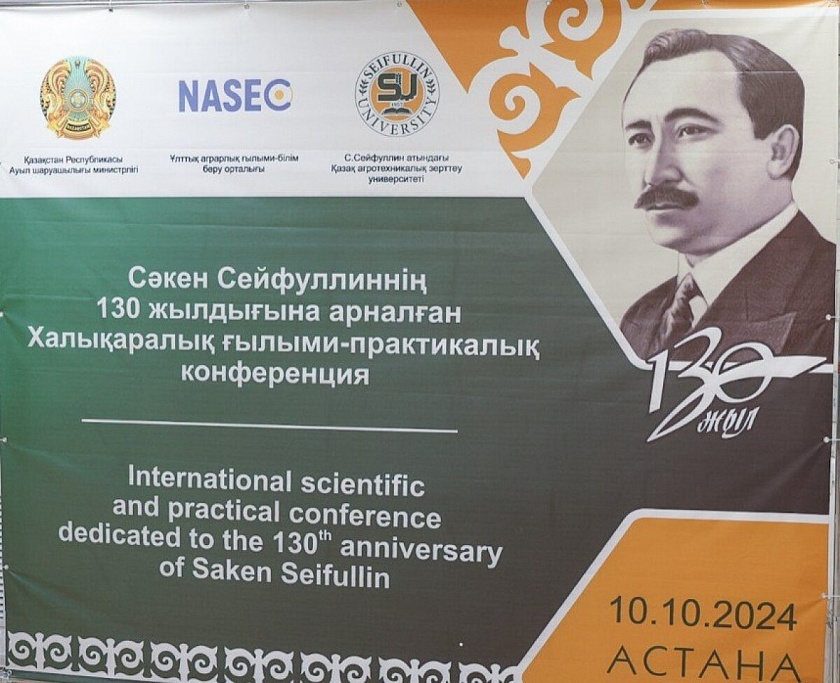 Қазақстан Республикасы
Ауыл шаруашылығы министрлігі
NASEC
Ұлттық аграрлық ғылыми-білім
беру орталығы
SEIFULLIN
SU
UNIVERSITY
С.Сейфуллин атындағы
Қазақ агротехникалық зерттеу
университеті
Сәкен Сейфуллиннің
130 жылдығына арналған
Халықаралық ғылыми-практикалық
конференция
International scientific
and practical conference
dedicated to the 130th anniversary
of Saken Seifullin
130
жыл
10.10.2024
АСТАНА